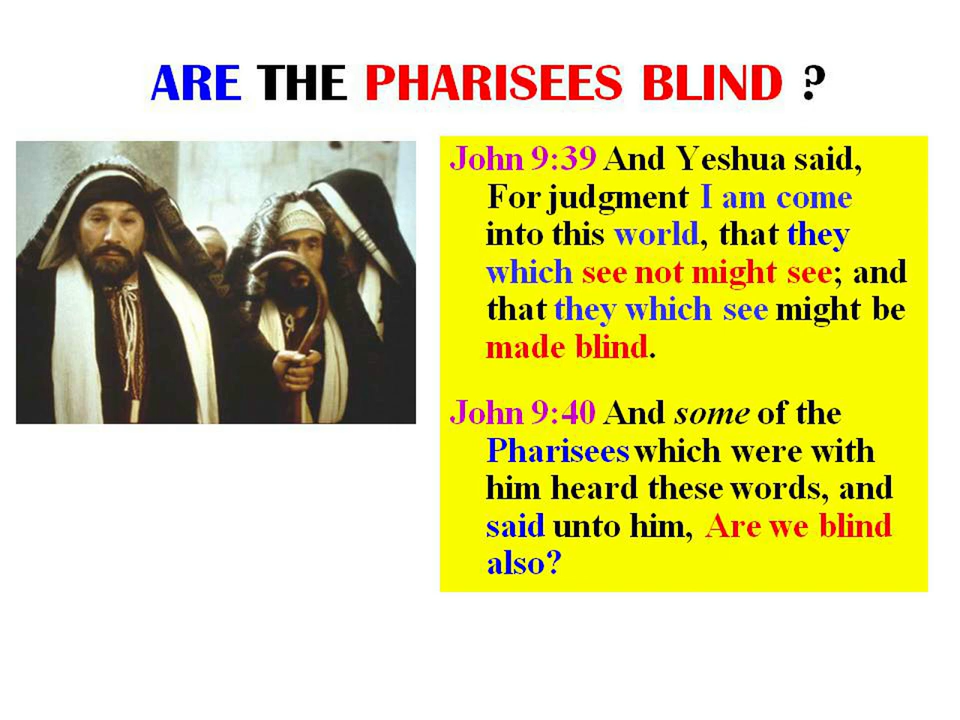 ARE THE PHARISEES BLIND ?
John 9:39 And Yeshua said,
For judgment I am come
into this world, that they
which see not might see; and
that they which see might be
made blind.
John 9:40 And some of the
Pharisees which were with
him heard these words, and
said unto him, Are we blind
also?